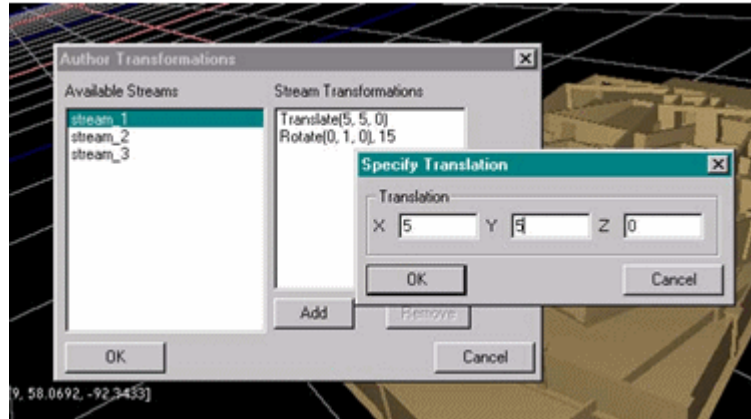 Author Transformations
Available Streams
Stream Transformations
stream_1
stream_2
stream_3
Translate(5, 5, 0)
Rotate(0, 1, 0), 15
Specify Translation
Translation
X 5 Y 5 Z 0
OK Cancel
Add Remove
OK Cancel
9, 58.0692, -92.3433]